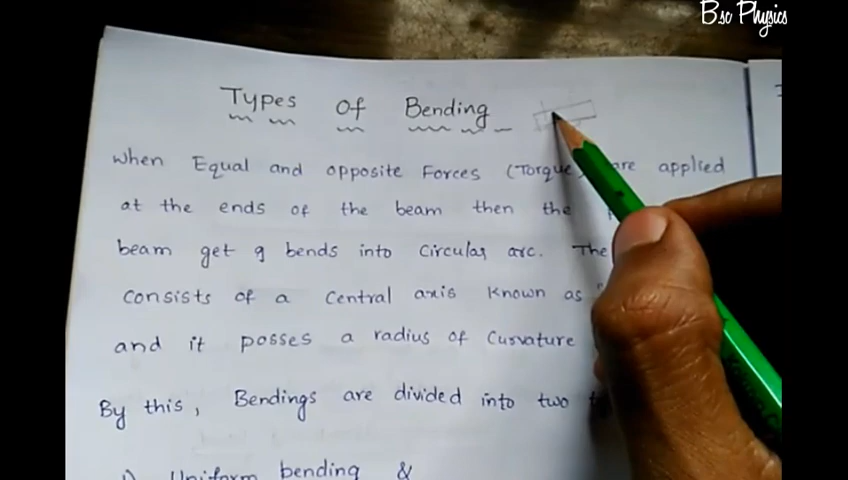 Bsc Physics
Types Of Bending
When Equal and opposite Forces (Torque) are applied
at the ends of the beam then the
beam get a bends into Circular arc. The
consists of a Central axis Known as "
and it posses a radius of Curvature
By this, Bendings are divided into two
1) Uniform bending &